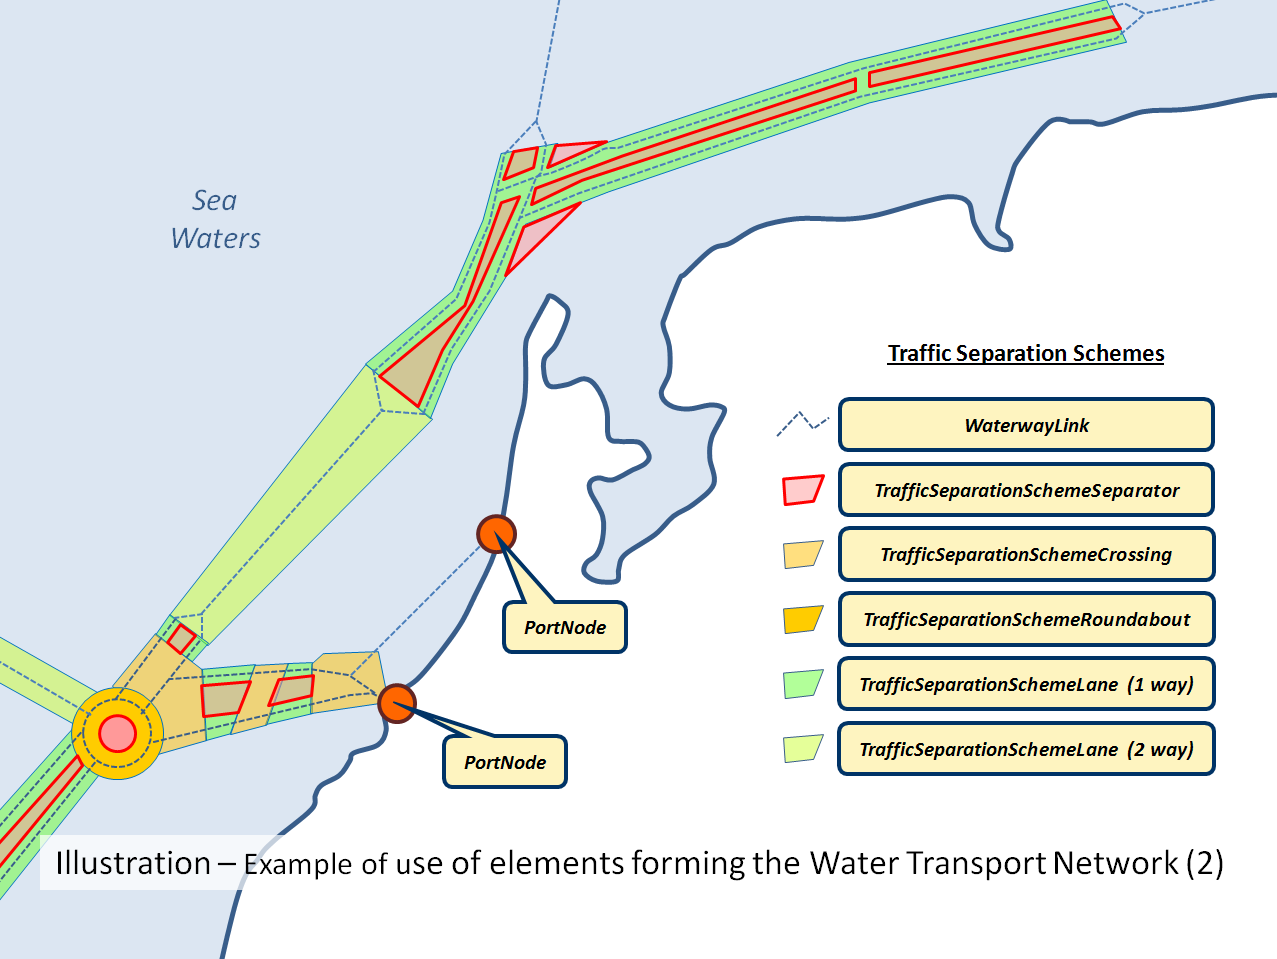 Sea
Waters
Traffic Separation Schemes
WaterwayLink
TrafficSeparationSchemeSeparator
TrafficSeparationSchemeCrossing
TrafficSeparationSchemeRoundabout
TrafficSeparationSchemeLane (1 way)
TrafficSeparationSchemeLane (2 way)
PortNode
PortNode
Illustration – Example of use of elements forming the Water Transport Network (2)